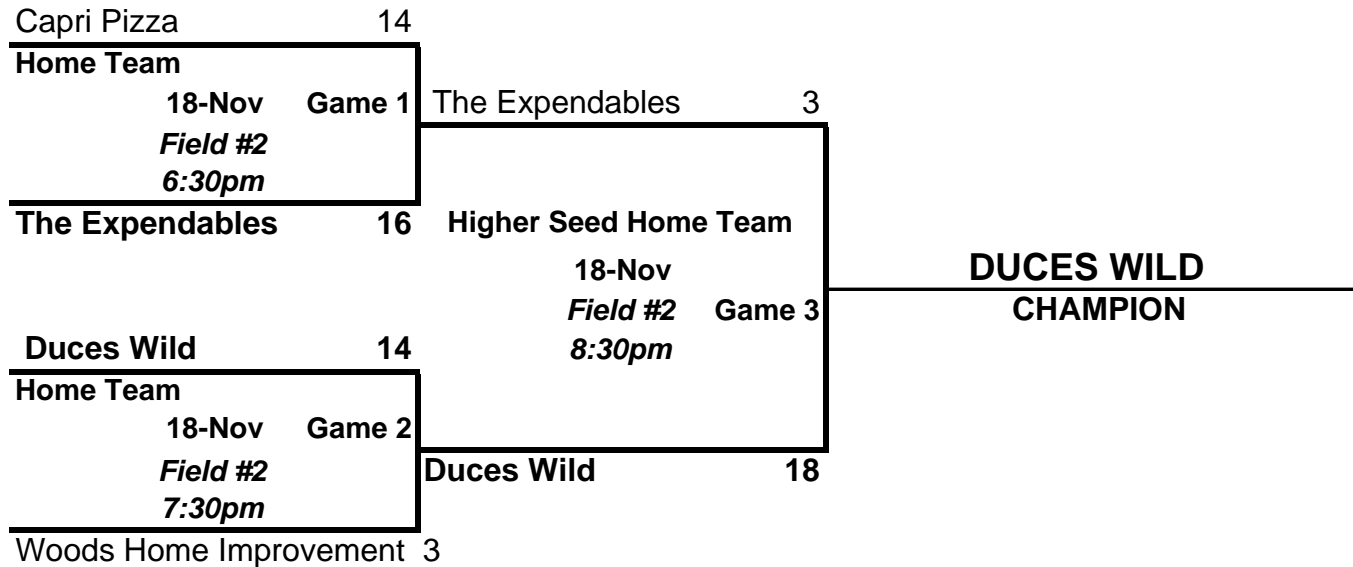 Capri Pizza 14
Home Team
18-Nov Game 1
Field #2
6:30pm
The Expendables 16
Duces Wild 14
Home Team
18-Nov Game 2
Field #2
7:30pm
Woods Home Improvement 3
The Expendables 3
Higher Seed Home Team
18-Nov
Field #2 Game 3
8:30pm
Duces Wild 18
DUCES WILD
CHAMPION